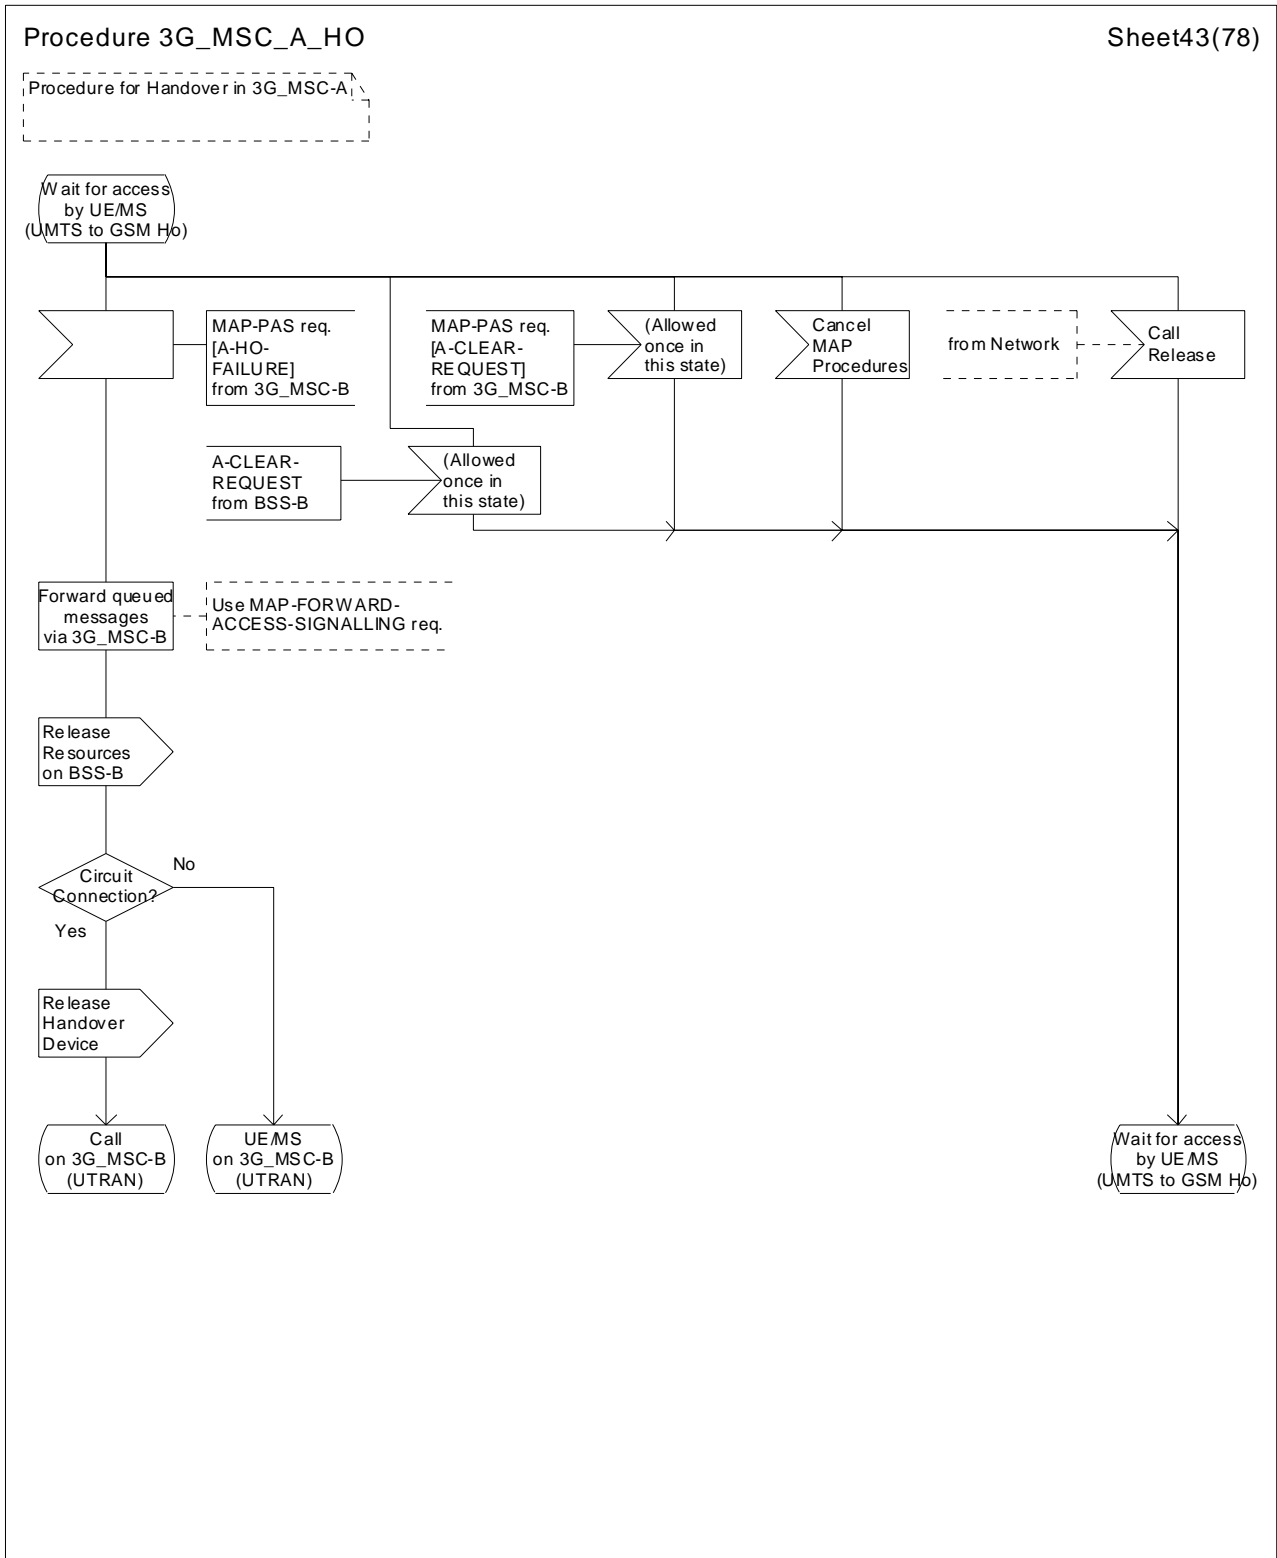 Procedure 3G_MSC_A_HO
Sheet43(78)
Procedure for Handover in 3G_MSC-A
Wait for access
by UE/MS
(UMTS to GSM Ho)
MAP-PAS req.
[A-HO-
FAILURE]
from 3G_MSC-B
MAP-PAS req.
[A-CLEAR-
REQUEST]
from 3G_MSC-B
(Allowed
once in
this state)
Cancel
MAP
Procedures
from Network
Call
Release
A-CLEAR-
REQUEST
from BSS-B
(Allowed
once in
this state)
Forward queued
messages
via 3G_MSC-B
Use MAP-FORWARD-
ACCESS-SIGNALLING req.
Release
Resources
on BSS-B
Circuit
Connection?
No
Yes
Release
Handover
Device
Call
on 3G_MSC-B
(UTRAN)
UE/MS
on 3G_MSC-B
(UTRAN)
Wait for access
by UE/MS
(UMTS to GSM Ho)